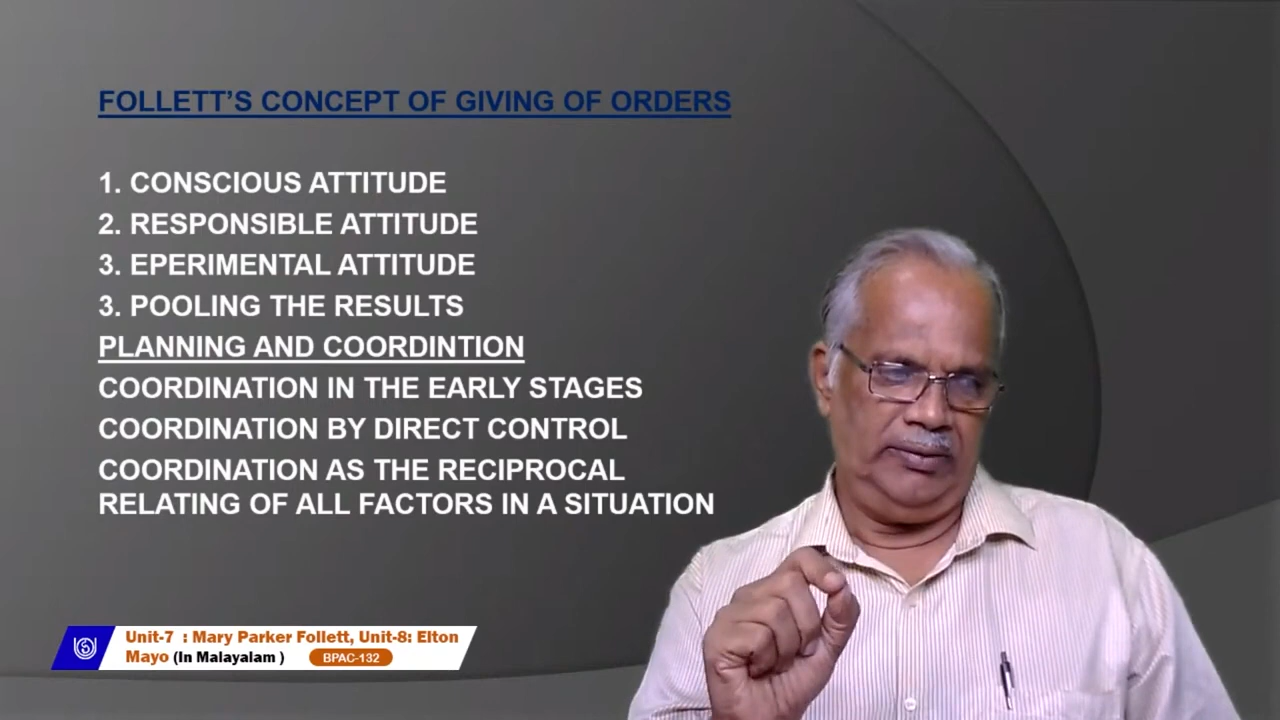 FOLLETT’S CONCEPT OF GIVING OF ORDERS
1. CONSCIOUS ATTITUDE
2. RESPONSIBLE ATTITUDE
3. EPERIMENTAL ATTITUDE
3. POOLING THE RESULTS
PLANNING AND COORDINTION
COORDINATION IN THE EARLY STAGES
COORDINATION BY DIRECT CONTROL
COORDINATION AS THE RECIPROCAL
RELATING OF ALL FACTORS IN A SITUATION
Unit-7 : Mary Parker Follett, Unit-8: Elton
Mayo (In Malayalam ) BPAC-132